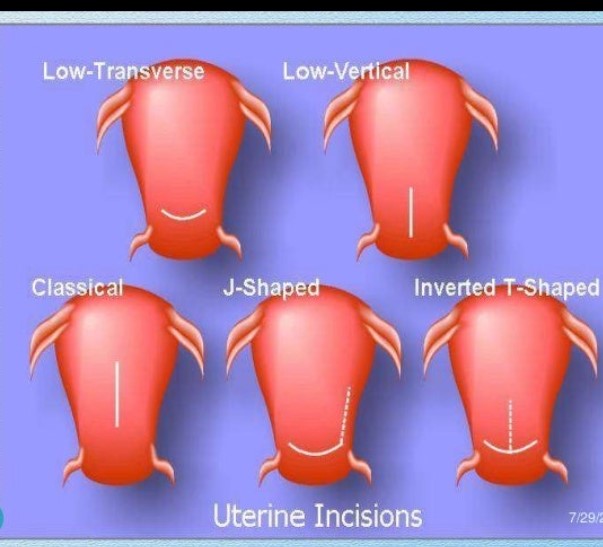 Low-Transverse
Low-Vertical
Classical
J-Shaped
Inverted T-Shaped
Uterine Incisions